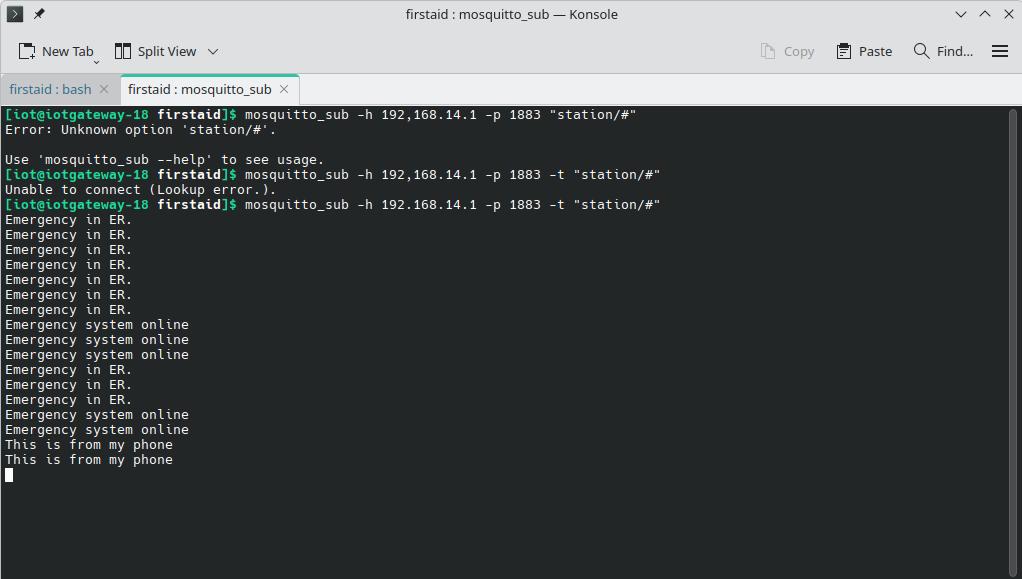 firstaid : mosquitto_sub — Konsole
New Tab
Split View
Copy
Paste
Find...
firstaid : bash
firstaid : mosquitto_sub
[iot@iotgateway-18 firstaid]$ mosquitto_sub -h 192,168.14.1 -p 1883 "station/#"
Error: Unknown option 'station/#'.
Use 'mosquitto_sub --help' to see usage.
[iot@iotgateway-18 firstaid]$ mosquitto_sub -h 192,168.14.1 -p 1883 -t "station/#"
Unable to connect (Lookup error.).
[iot@iotgateway-18 firstaid]$ mosquitto_sub -h 192.168.14.1 -p 1883 -t "station/#"
Emergency in ER.
Emergency in ER.
Emergency in ER.
Emergency in ER.
Emergency in ER.
Emergency in ER.
Emergency in ER.
Emergency system online
Emergency system online
Emergency system online
Emergency in ER.
Emergency in ER.
Emergency in ER.
Emergency system online
Emergency system online
This is from my phone
This is from my phone